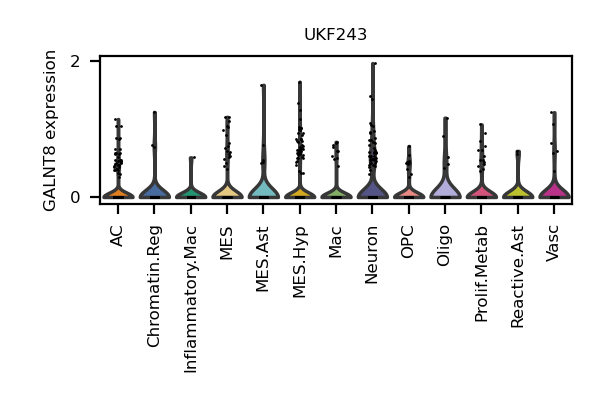 UKF243
GALNT8 expression
2
0
AC
Chromatin.Reg
Inflammatory.Mac
MES
MES.Ast
MES.Hyp
Mac
Neuron
OPC
Oligo
Prolif.Metab
Reactive.Ast
Vasc